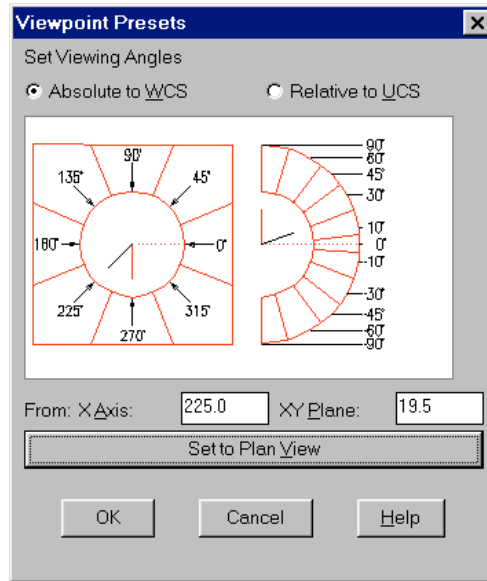 Viewpoint Presets
Set Viewing Angles
Absolute to WCS
Relative to UCS
90°
135°
45°
180°
0°
225°
315°
270°
90°
60°
45°
30°
10°
0°
-10°
-30°
-45°
-60°
-90°
From: X Axis: 225.0 XY Plane: 19.5
Set to Plan View
OK Cancel Help